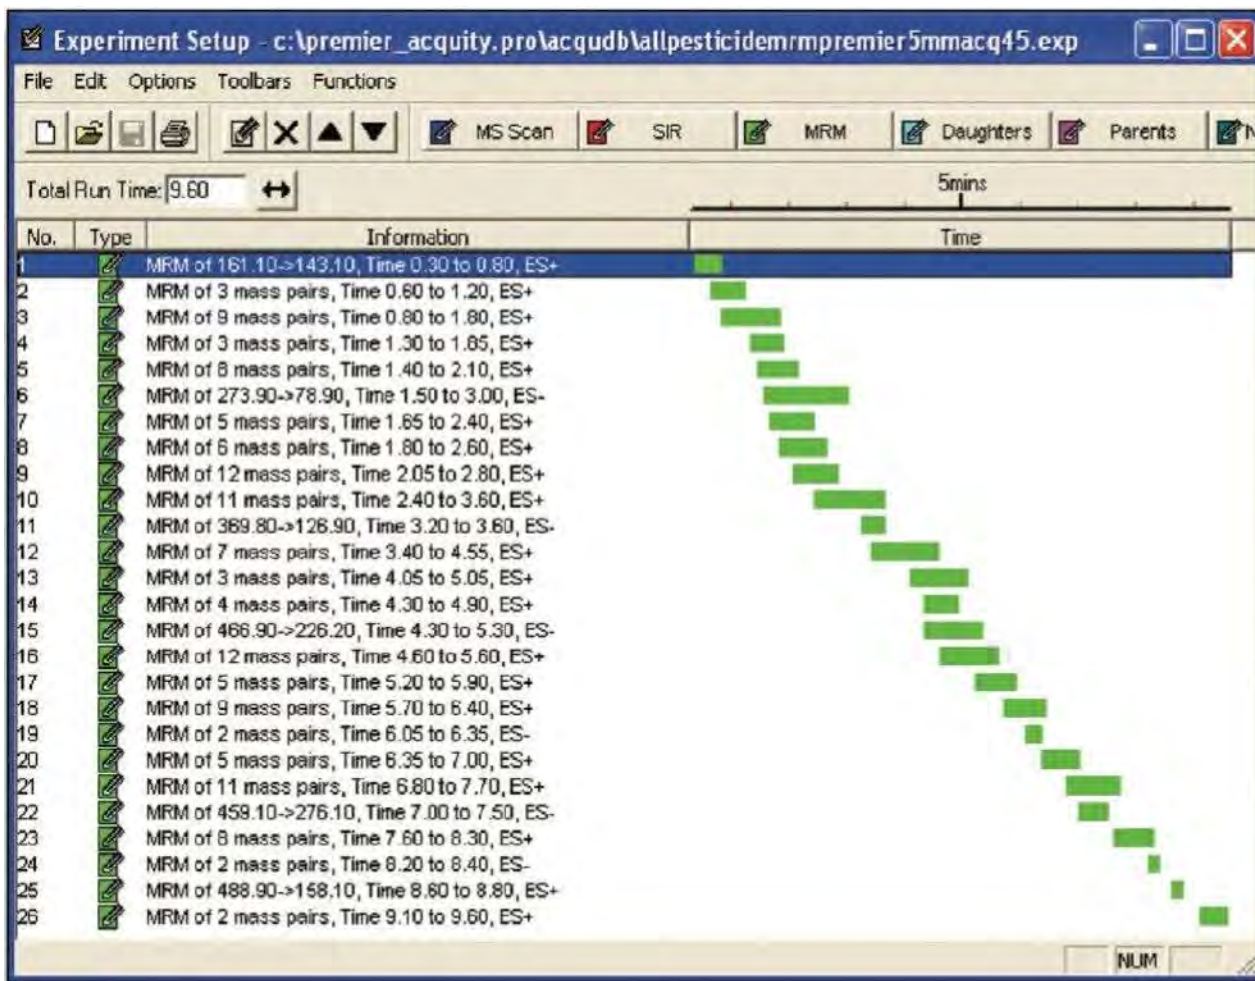 Experiment Setup - c:\premier_acquity.pro\acqudb\allpesticidemrmpremier5mmacq45.exp
File Edit Options Toolbars Functions
MS Scan SIR MRM Daughters Parents N
Total Run Time: 9.60 5mins
No. Type Information Time
1 MRM of 161.10->143.10, Time 0.30 to 0.80, ES+
2 MRM of 3 mass pairs, Time 0.60 to 1.20, ES+
3 MRM of 9 mass pairs, Time 0.80 to 1.80, ES+
4 MRM of 3 mass pairs, Time 1.30 to 1.85, ES+
5 MRM of 8 mass pairs, Time 1.40 to 2.10, ES+
6 MRM of 273.90->78.90, Time 1.50 to 3.00, ES-
7 MRM of 5 mass pairs, Time 1.65 to 2.40, ES+
8 MRM of 6 mass pairs, Time 1.80 to 2.60, ES+
9 MRM of 12 mass pairs, Time 2.05 to 2.80, ES+
10 MRM of 11 mass pairs, Time 2.40 to 3.60, ES+
11 MRM of 369.80->126.90, Time 3.20 to 3.60, ES-
12 MRM of 7 mass pairs, Time 3.40 to 4.55, ES+
13 MRM of 3 mass pairs, Time 4.05 to 5.05, ES+
14 MRM of 4 mass pairs, Time 4.30 to 4.90, ES+
15 MRM of 466.90->226.20, Time 4.30 to 5.30, ES-
16 MRM of 12 mass pairs, Time 4.60 to 5.60, ES+
17 MRM of 5 mass pairs, Time 5.20 to 5.90, ES+
18 MRM of 9 mass pairs, Time 5.70 to 6.40, ES+
19 MRM of 2 mass pairs, Time 6.05 to 6.35, ES-
20 MRM of 5 mass pairs, Time 6.35 to 7.00, ES+
21 MRM of 11 mass pairs, Time 6.80 to 7.70, ES+
22 MRM of 459.10->276.10, Time 7.00 to 7.50, ES-
23 MRM of 8 mass pairs, Time 7.60 to 8.30, ES+
24 MRM of 2 mass pairs, Time 8.20 to 8.40, ES-
25 MRM of 488.90->158.10, Time 8.60 to 8.80, ES+
26 MRM of 2 mass pairs, Time 9.10 to 9.60, ES+
NUM